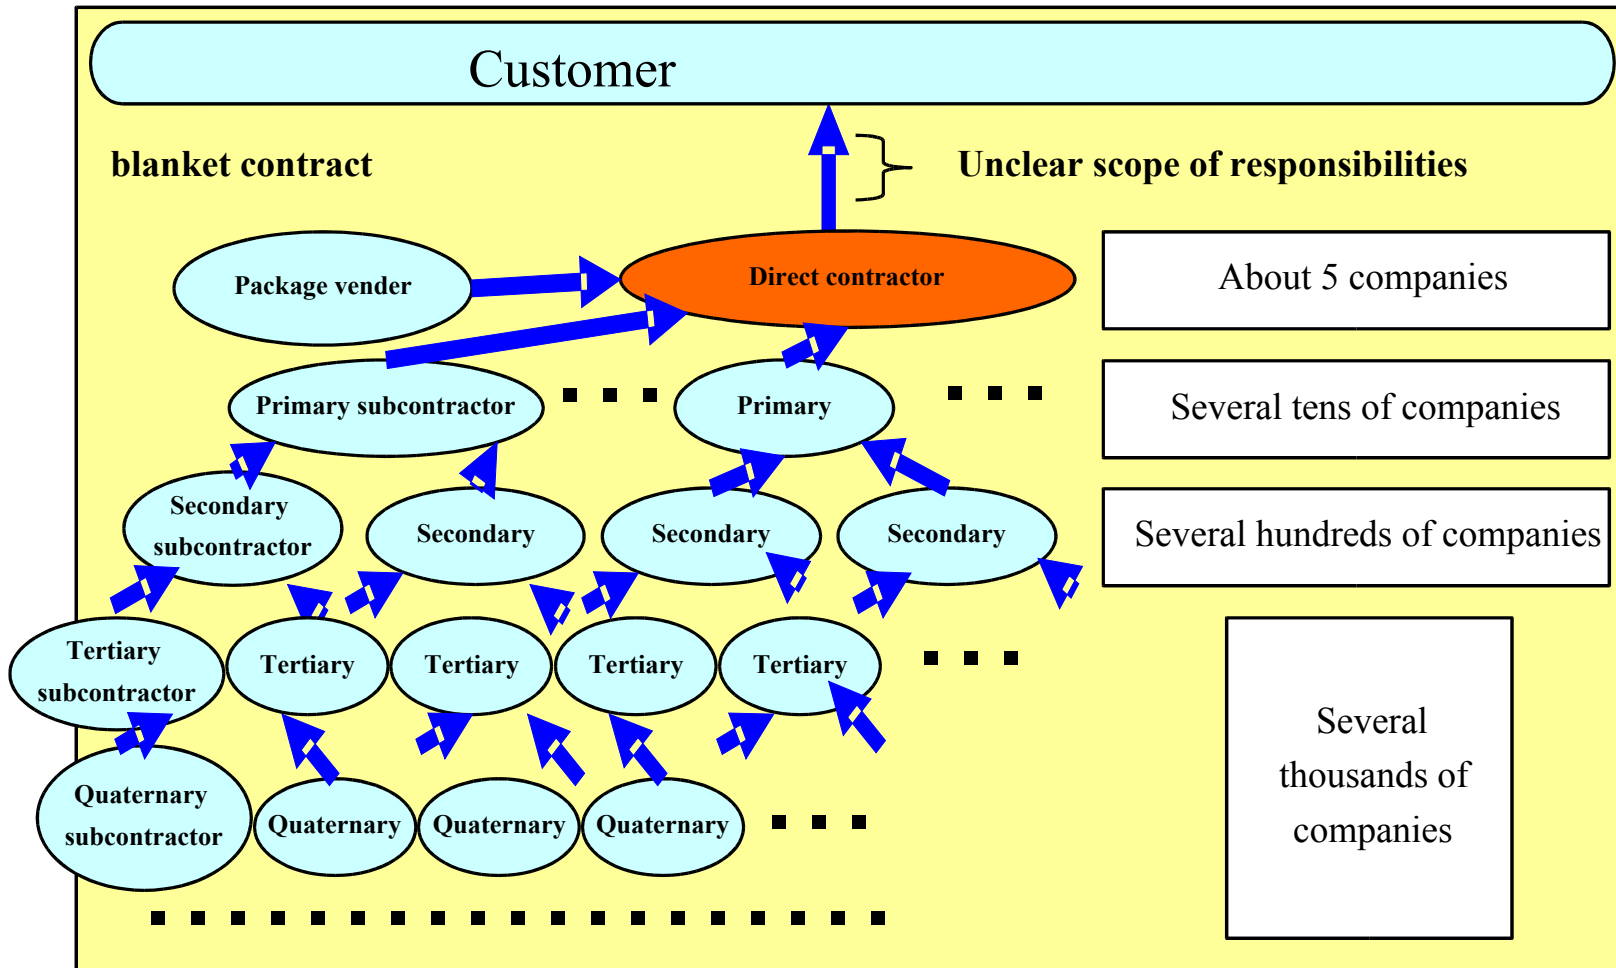 Customer
blanket contract
Unclear scope of responsibilities
Package vender
Direct contractor
About 5 companies
Primary subcontractor
Primary
Several tens of companies
Secondary
subcontractor
Secondary
Secondary
Secondary
Several hundreds of companies
Tertiary
subcontractor
Tertiary
Tertiary
Tertiary
Tertiary
Several
thousands of
companies
Quaternary
subcontractor
Quaternary
Quaternary
Quaternary